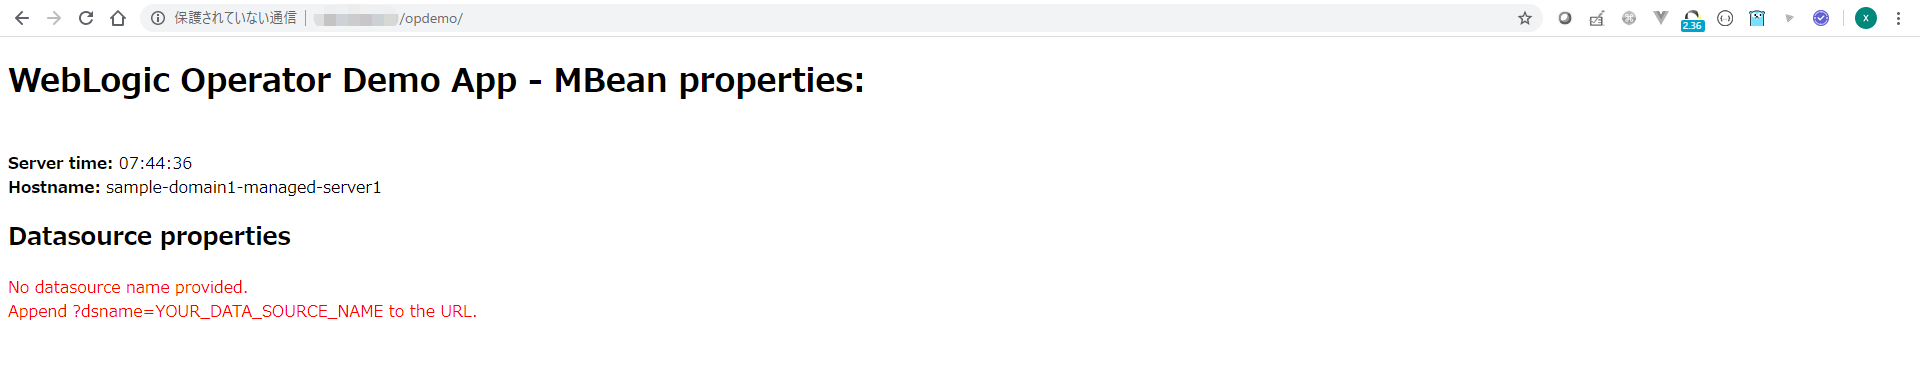 保護されていない通信 /opdemo/
2.36
X
WebLogic Operator Demo App - MBean properties:
Server time: 07:44:36
Hostname: sample-domain1-managed-server1
Datasource properties
No datasource name provided.
Append ?dsname=YOUR_DATA_SOURCE_NAME to the URL.